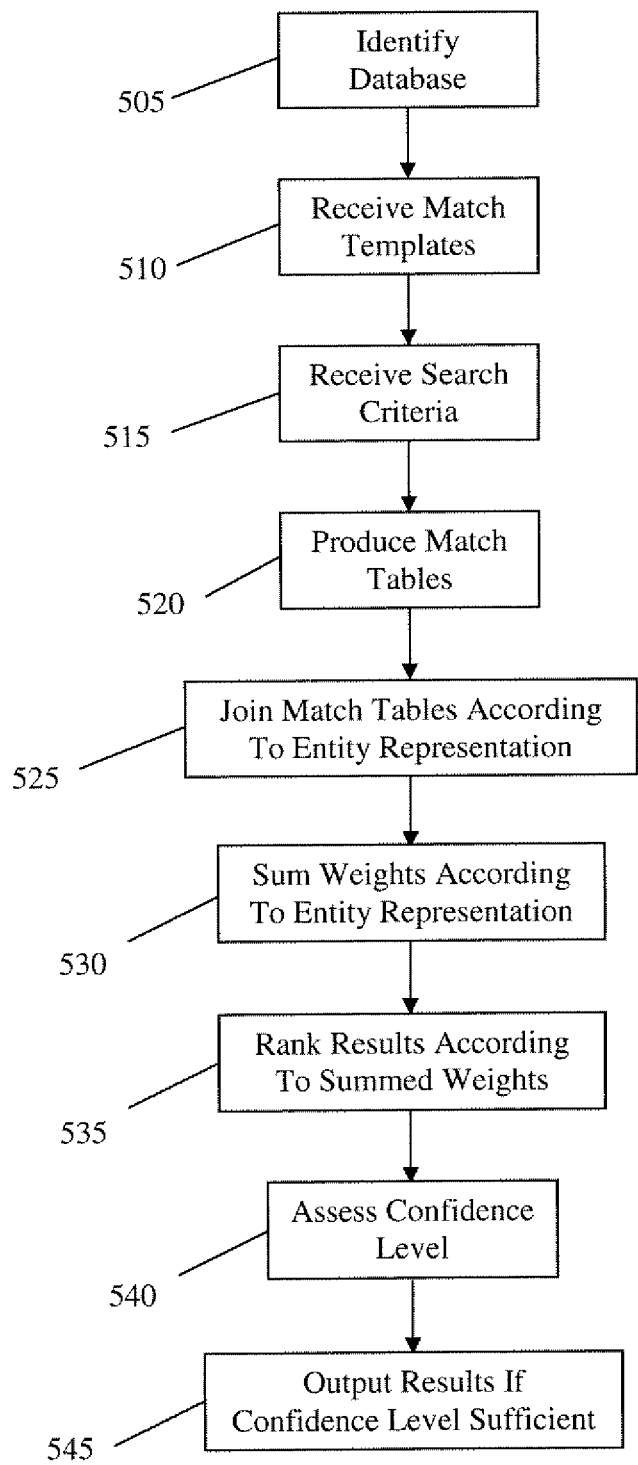 Identify
Database
505
Receive Match
Templates
510
Receive Search
Criteria
515
Produce Match
Tables
520
Join Match Tables According
To Entity Representation
525
Sum Weights According
To Entity Representation
530
Rank Results According
To Summed Weights
535
Assess Confidence
Level
540
Output Results If
Confidence Level Sufficient
545